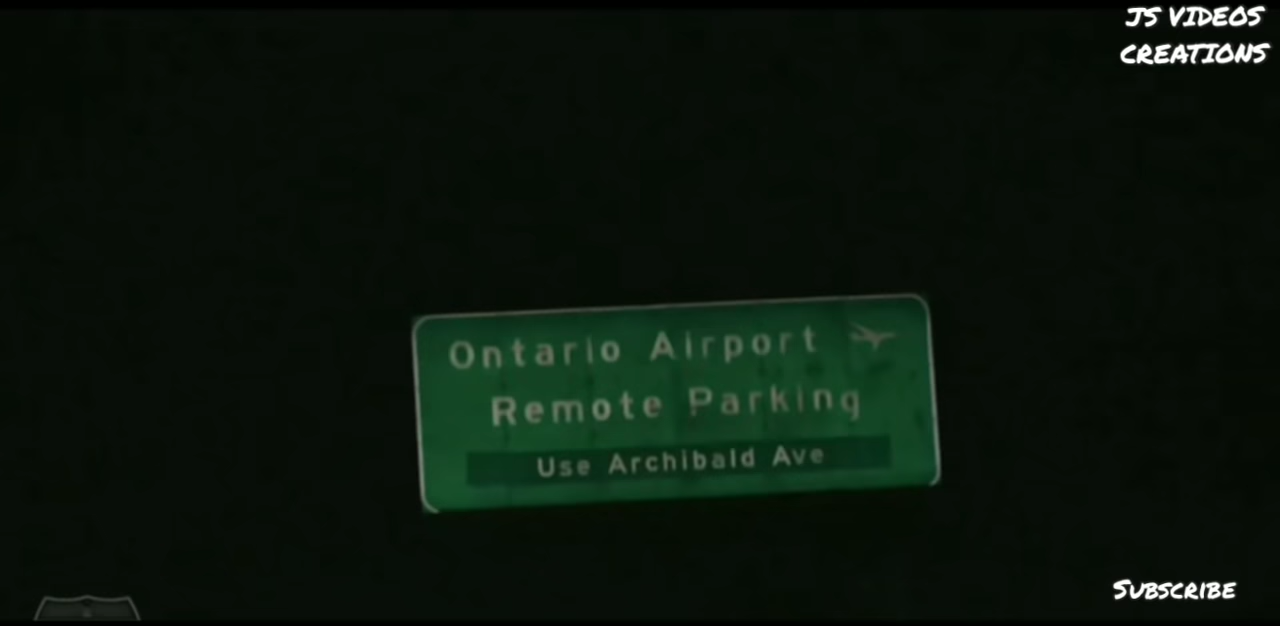 JS VIDEOS
CREATIONS
Ontario Airport
Remote Parking
Use Archibald Ave
SUBSCRIBE